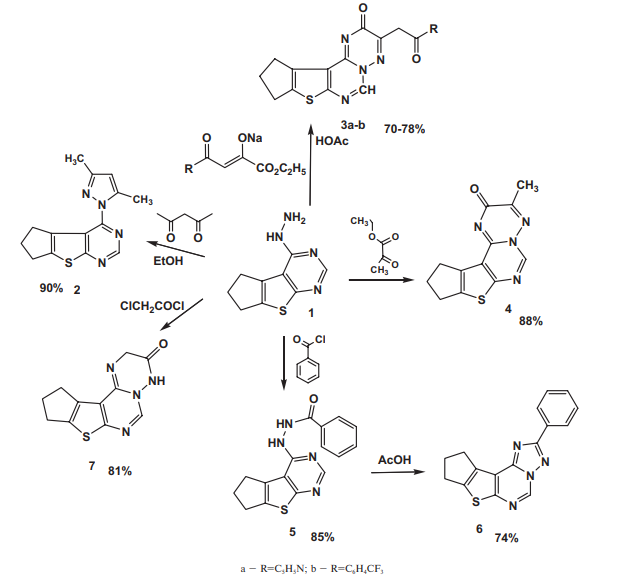 O
N
R
N
N
O
S
N
CH
3a-b 70-78%
HOAc
O ONa
R CO₂C₂H₅
H₃C
N
N
CH₃
N
S
N
90% 2
O O
EtOH
NH₂
HN
N
N
S
1
CH₃
O
O
O
CH₃
O
CH₃
N
N
N
N
S
4
88%
ClCH₂COCl
O
N
NH
N
S
N
7 81%
O Cl
O
HN
HN
N
N
S
5 85%
AcOH
N
N
N
S
N
6
74%
a – R=C₅H₅N; b – R=C₆H₄CF₃